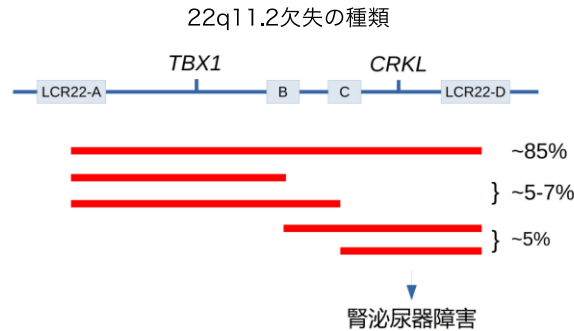 22q11.2欠失の種類
TBX1 CRKL
LCR22-A B C LCR22-D
~85%
} ~5-7%
} ~5%
腎泌尿器障害